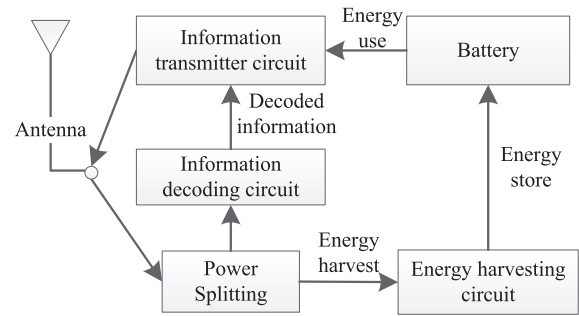 Information
transmitter circuit
Energy
use
Battery
Antenna
Decoded
information
Information
decoding circuit
Energy
store
Power
Splitting
Energy
harvest
Energy harvesting
circuit